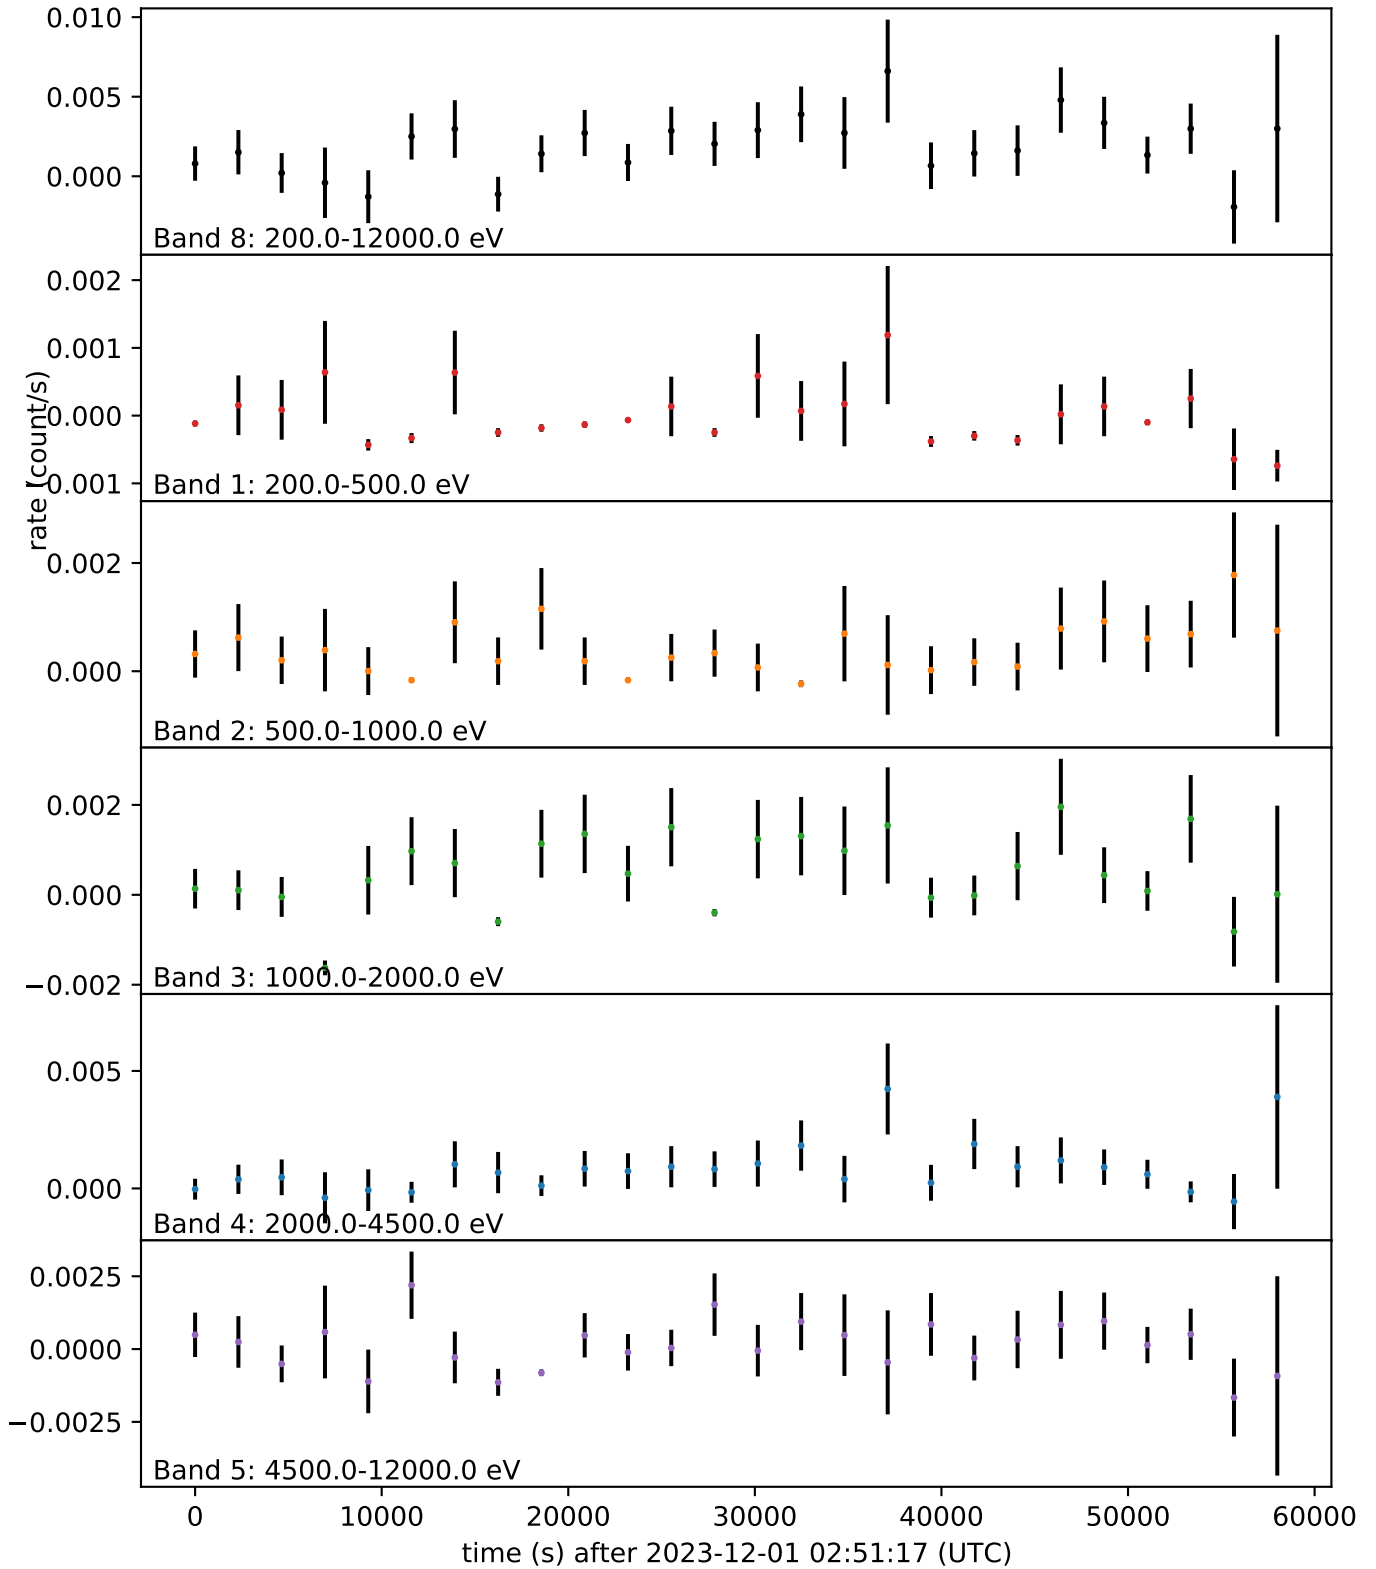 0.010
0.005
0.000
Band 8: 200.0-12000.0 eV
0.002
0.001
0.000
−0.001
Band 1: 200.0-500.0 eV
rate (count/s)
0.002
0.000
Band 2: 500.0-1000.0 eV
0.002
0.000
−0.002
Band 3: 1000.0-2000.0 eV
0.005
0.000
Band 4: 2000.0-4500.0 eV
0.0025
0.0000
−0.0025
Band 5: 4500.0-12000.0 eV
0 10000 20000 30000 40000 50000 60000
time (s) after 2023-12-01 02:51:17 (UTC)